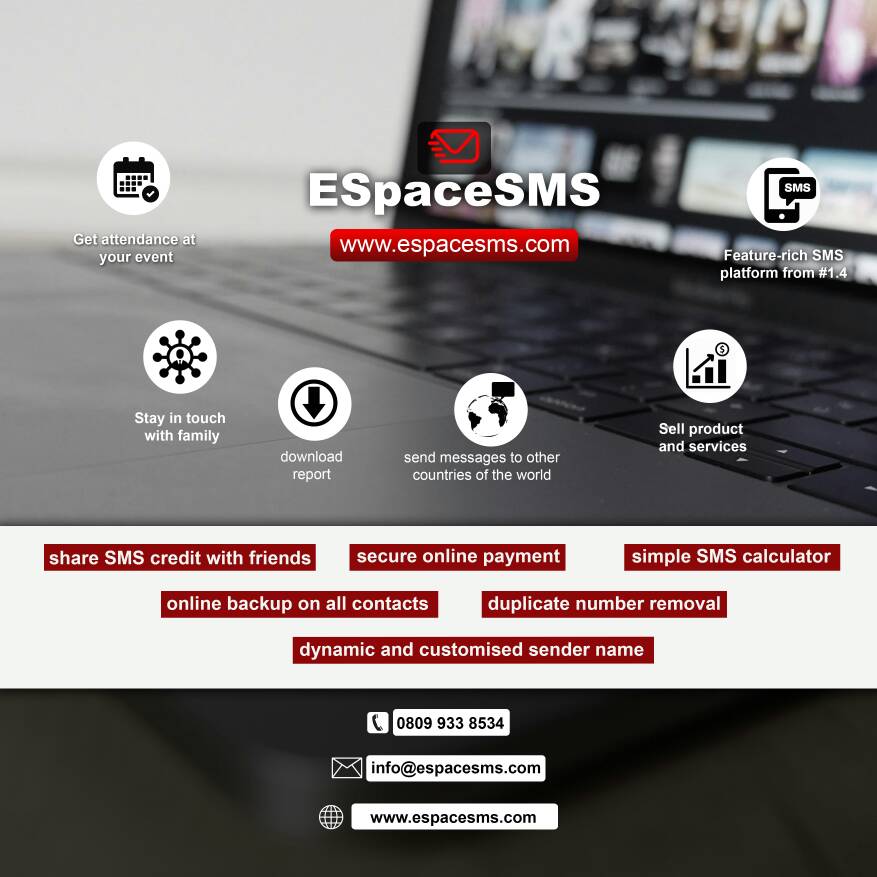 ESpaceSMS
www.espacesms.com
Get attendance at
your event
SMS
Feature-rich SMS
platform from #1.4
Stay in touch
with family
download
report
send messages to other
countries of the world
$
Sell product
and services
share SMS credit with friends
secure online payment
simple SMS calculator
online backup on all contacts
duplicate number removal
dynamic and customised sender name
0809 933 8534
info@espacesms.com
www.espacesms.com